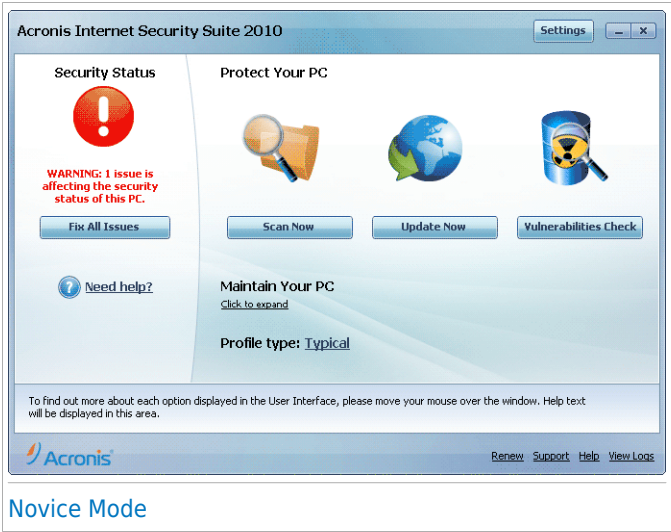 Acronis Internet Security Suite 2010
Settings
Security Status
WARNING: 1 issue is
affecting the security
status of this PC.
Fix All Issues
Need help?
Protect Your PC
Scan Now
Update Now
Vulnerabilities Check
Maintain Your PC
Click to expand
Profile type: Typical
To find out more about each option displayed in the User Interface, please move your mouse over the window. Help text
will be displayed in this area.
Acronis
Renew Support Help View Logs
Novice Mode